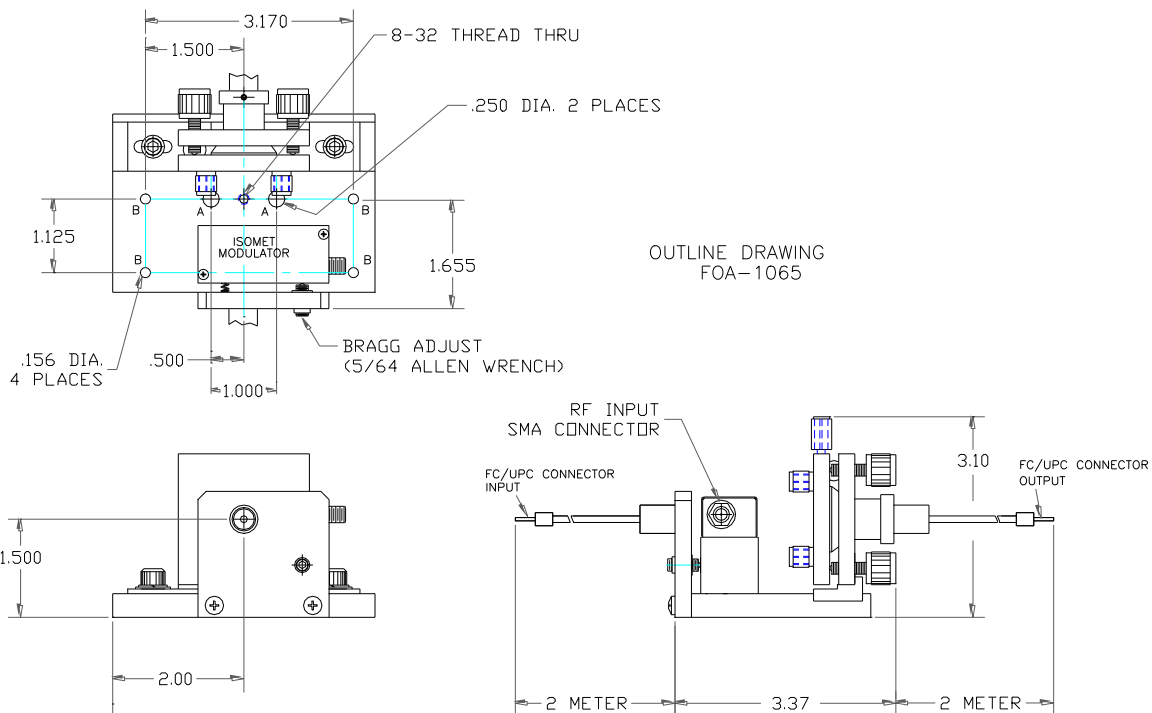 3.170
1.500
8-32 THREAD THRU
.250 DIA. 2 PLACES
B
A
A
B
1.125
ISOMET
MODULATOR
B
B
1.655
OUTLINE DRAWING
FOA-1065
.156 DIA.
4 PLACES
.500
1.000
BRAGG ADJUST
(5/64 ALLEN WRENCH)
RF INPUT
SMA CONNECTOR
FC/UPC CONNECTOR
INPUT
3.10
FC/UPC CONNECTOR
OUTPUT
1.500
2.00
2 METER
3.37
2 METER